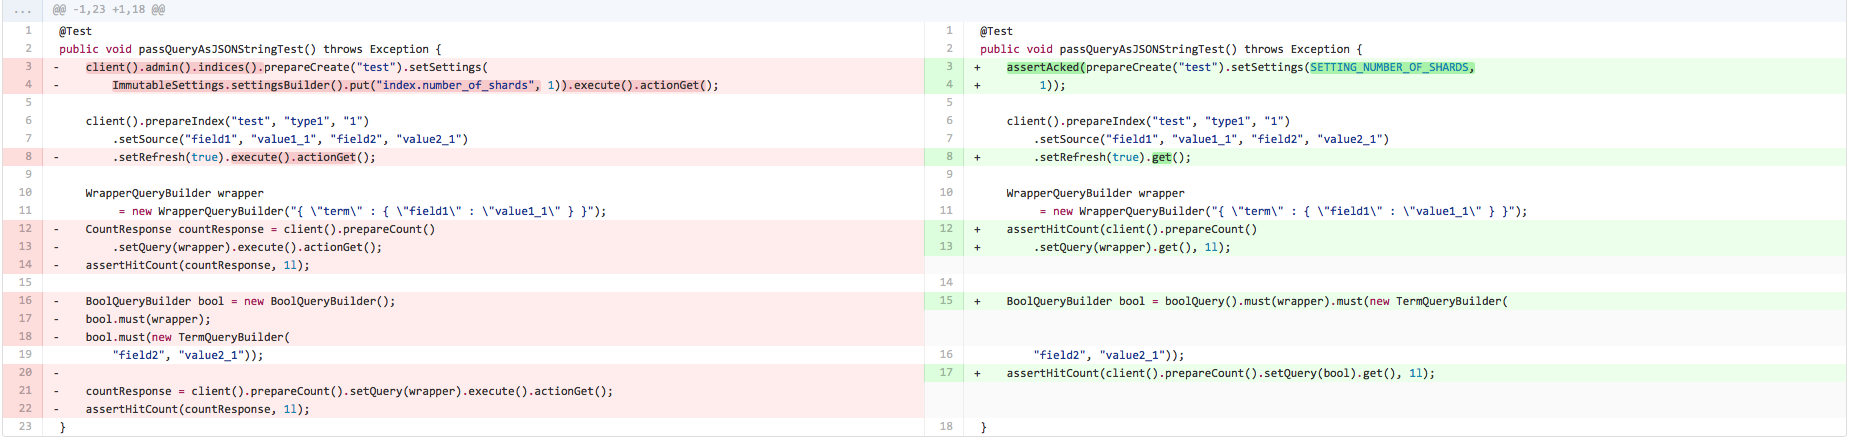 ... @@ -1,23 +1,18 @@
1 @Test
2 public void passQueryAsJSONStringTest() throws Exception {
3 - client().admin().indices().prepareCreate("test").setSettings(
4 - ImmutableSettings.settingsBuilder().put("index.number_of_shards", 1)).execute().actionGet();
5
6 client().prepareIndex("test", "type1", "1")
7 .setSource("field1", "value1_1", "field2", "value2_1")
8 - .setRefresh(true).execute().actionGet();
9
10 WrapperQueryBuilder wrapper
11 = new WrapperQueryBuilder("{ \"term\" : { \"field1\" : \"value1_1\" } }");
12 - CountResponse countResponse = client().prepareCount()
13 - .setQuery(wrapper).execute().actionGet();
14 - assertHitCount(countResponse, 1l);
15
16 - BoolQueryBuilder bool = new BoolQueryBuilder();
17 - bool.must(wrapper);
18 - bool.must(new TermQueryBuilder(
19 "field2", "value2_1"));
20 -
21 - countResponse = client().prepareCount().setQuery(wrapper).execute().actionGet();
22 - assertHitCount(countResponse, 1l);
23 }
1 @Test
2 public void passQueryAsJSONStringTest() throws Exception {
3 + assertAcked(prepareCreate("test").setSettings(SETTING_NUMBER_OF_SHARDS,
4 + 1));
5
6 client().prepareIndex("test", "type1", "1")
7 .setSource("field1", "value1_1", "field2", "value2_1")
8 + .setRefresh(true).get();
9
10 WrapperQueryBuilder wrapper
11 = new WrapperQueryBuilder("{ \"term\" : { \"field1\" : \"value1_1\" } }");
12 + assertHitCount(client().prepareCount()
13 + .setQuery(wrapper).get(), 1l);
14
15 + BoolQueryBuilder bool = boolQuery().must(wrapper).must(new TermQueryBuilder(
16 "field2", "value2_1"));
17 + assertHitCount(client().prepareCount().setQuery(bool).get(), 1l);
18 }